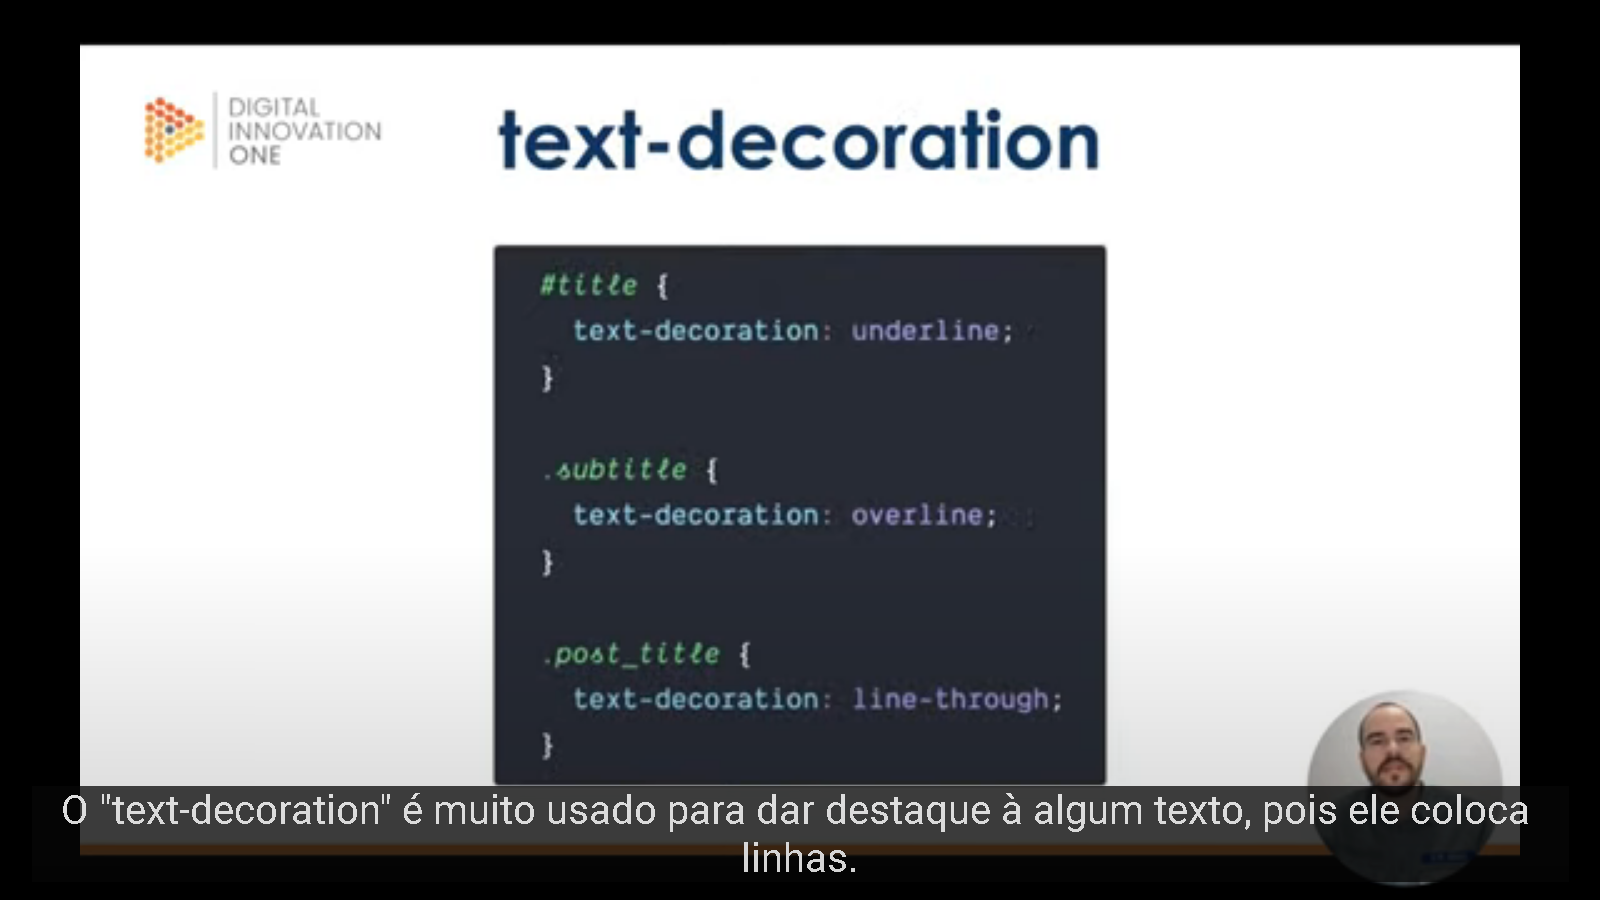 DIGITAL
INNOVATION
ONE
text-decoration
#title {
text-decoration: underline;
}
.subtitle {
text-decoration: overline;
}
.post_title {
text-decoration: line-through;
}
O "text-decoration" é muito usado para dar destaque à algum texto, pois ele coloca
linhas.